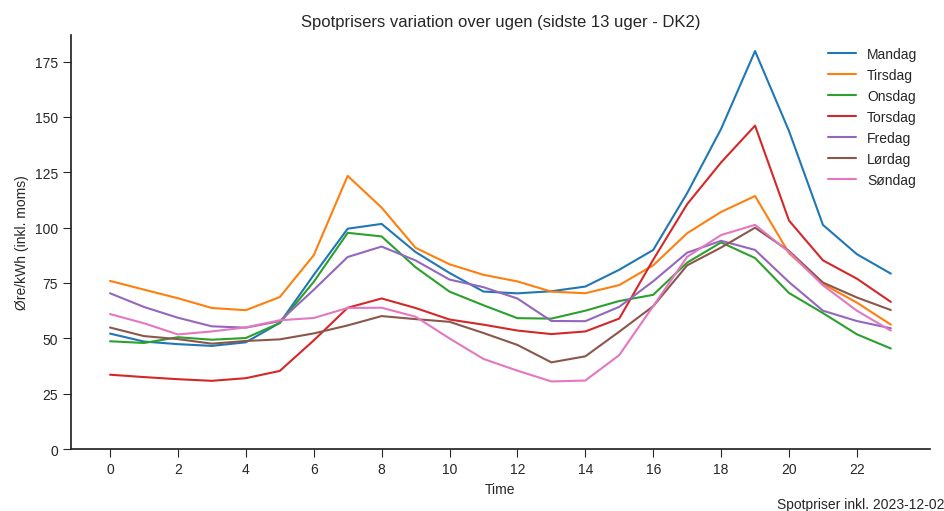 Spotprisers variation over ugen (sidste 13 uger - DK2)
Øre/kWh (inkl. moms)
175
150
125
100
75
50
25
0
Mandag
Tirsdag
Onsdag
Torsdag
Fredag
Lørdag
Søndag
0 2 4 6 8 10 12 14 16 18 20 22
Time
Spotpriser inkl. 2023-12-02